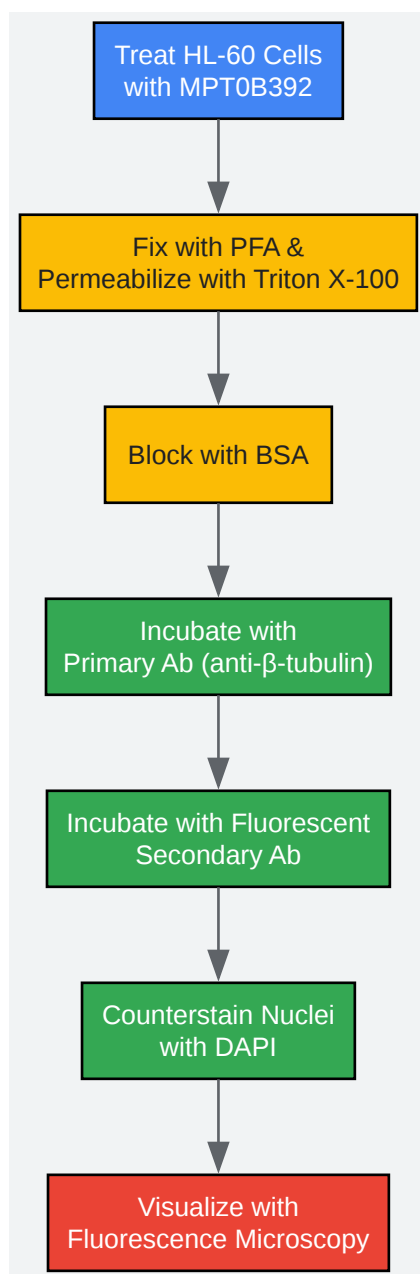 Treat HL-60 Cells
with MPT0B392
Fix with PFA &
Permeabilize with Triton X-100
Block with BSA
Incubate with
Primary Ab (anti-β-tubulin)
Incubate with Fluorescent
Secondary Ab
Counterstain Nuclei
with DAPI
Visualize with
Fluorescence Microscopy